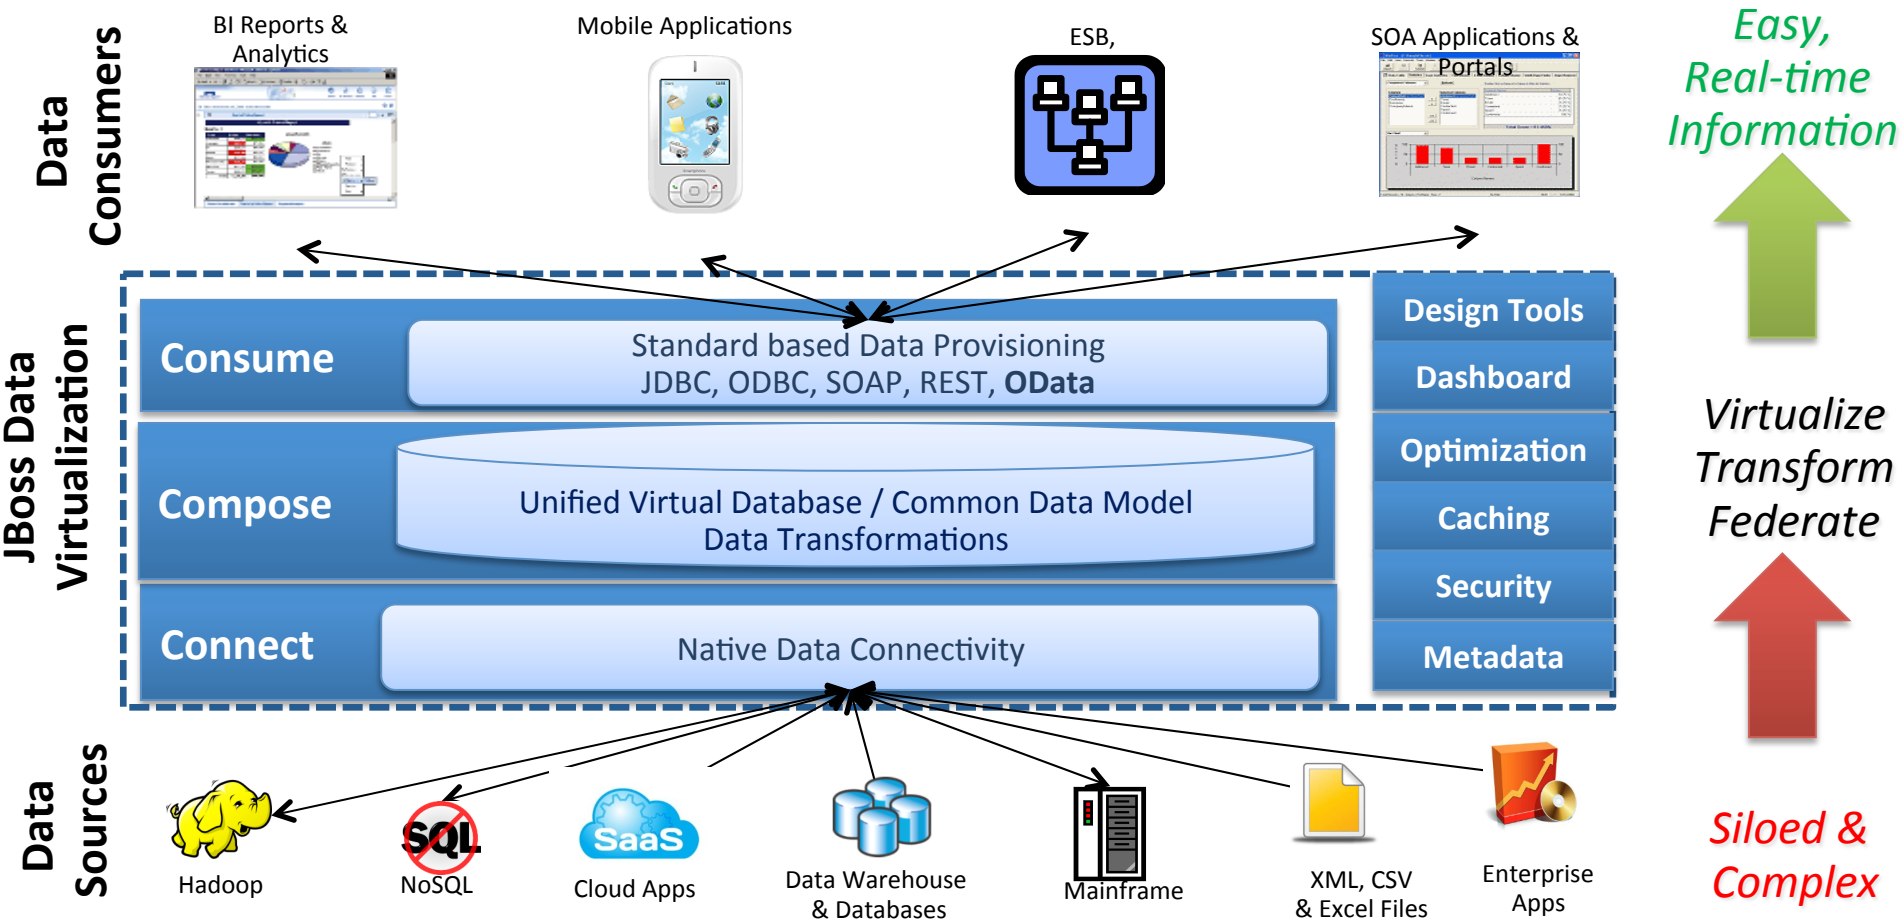 BI Reports &
Analytics
Mobile Applications
ESB,
SOA Applications &
Portals
Easy,
Real-time
Information
Data
Consumers
JBoss Data
Virtualization
Consume
Standard based Data Provisioning
JDBC, ODBC, SOAP, REST, OData
Compose
Unified Virtual Database / Common Data Model
Data Transformations
Connect
Native Data Connectivity
Design Tools
Dashboard
Optimization
Caching
Security
Metadata
Virtualize
Transform
Federate
Data
Sources
Hadoop
SQL
NoSQL
SaaS
Cloud Apps
Data Warehouse
& Databases
Mainframe
XML, CSV
& Excel Files
Enterprise
Apps
Siloed &
Complex